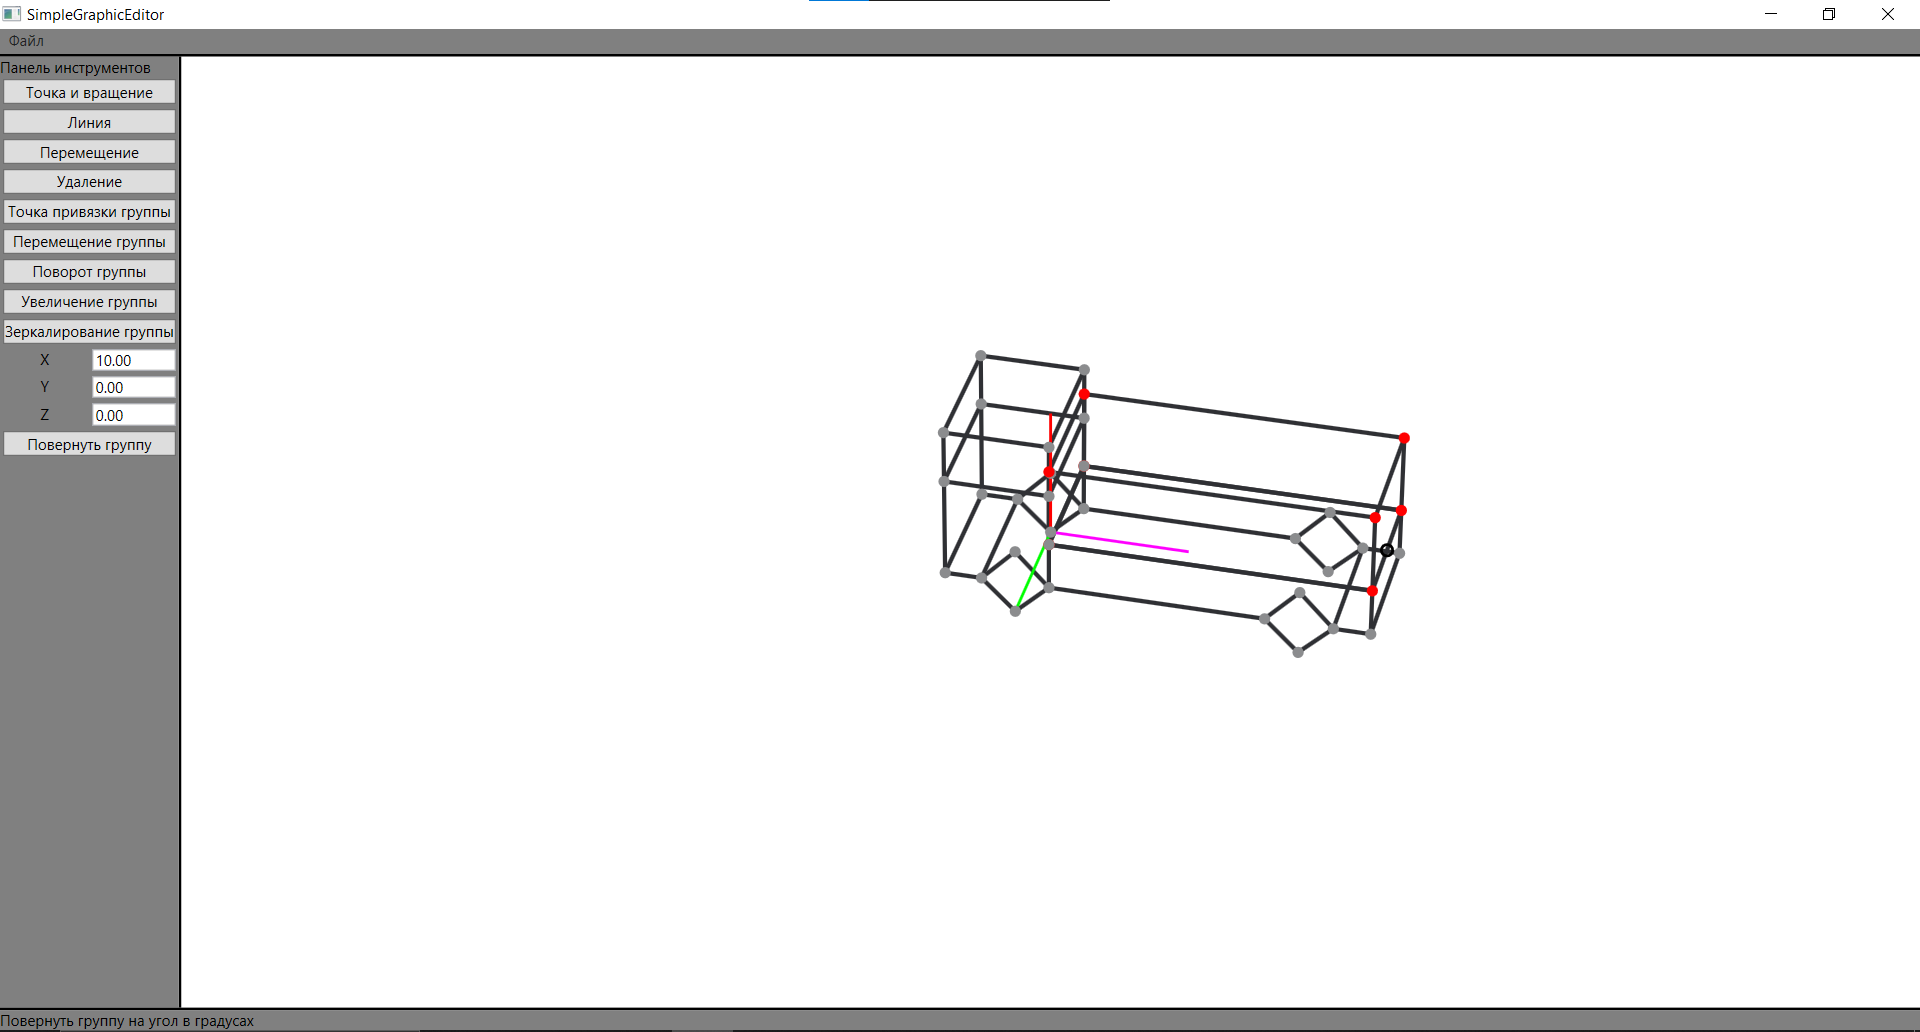 SimpleGraphicEditor
Файл
Панель инструментов
Точка и вращение
Линия
Перемещение
Удаление
Точка привязки группы
Перемещение группы
Поворот группы
Увеличение группы
Зеркалирование группы
X 10.00
Y 0.00
Z 0.00
Повернуть группу
Повернуть группу на угол в градусах